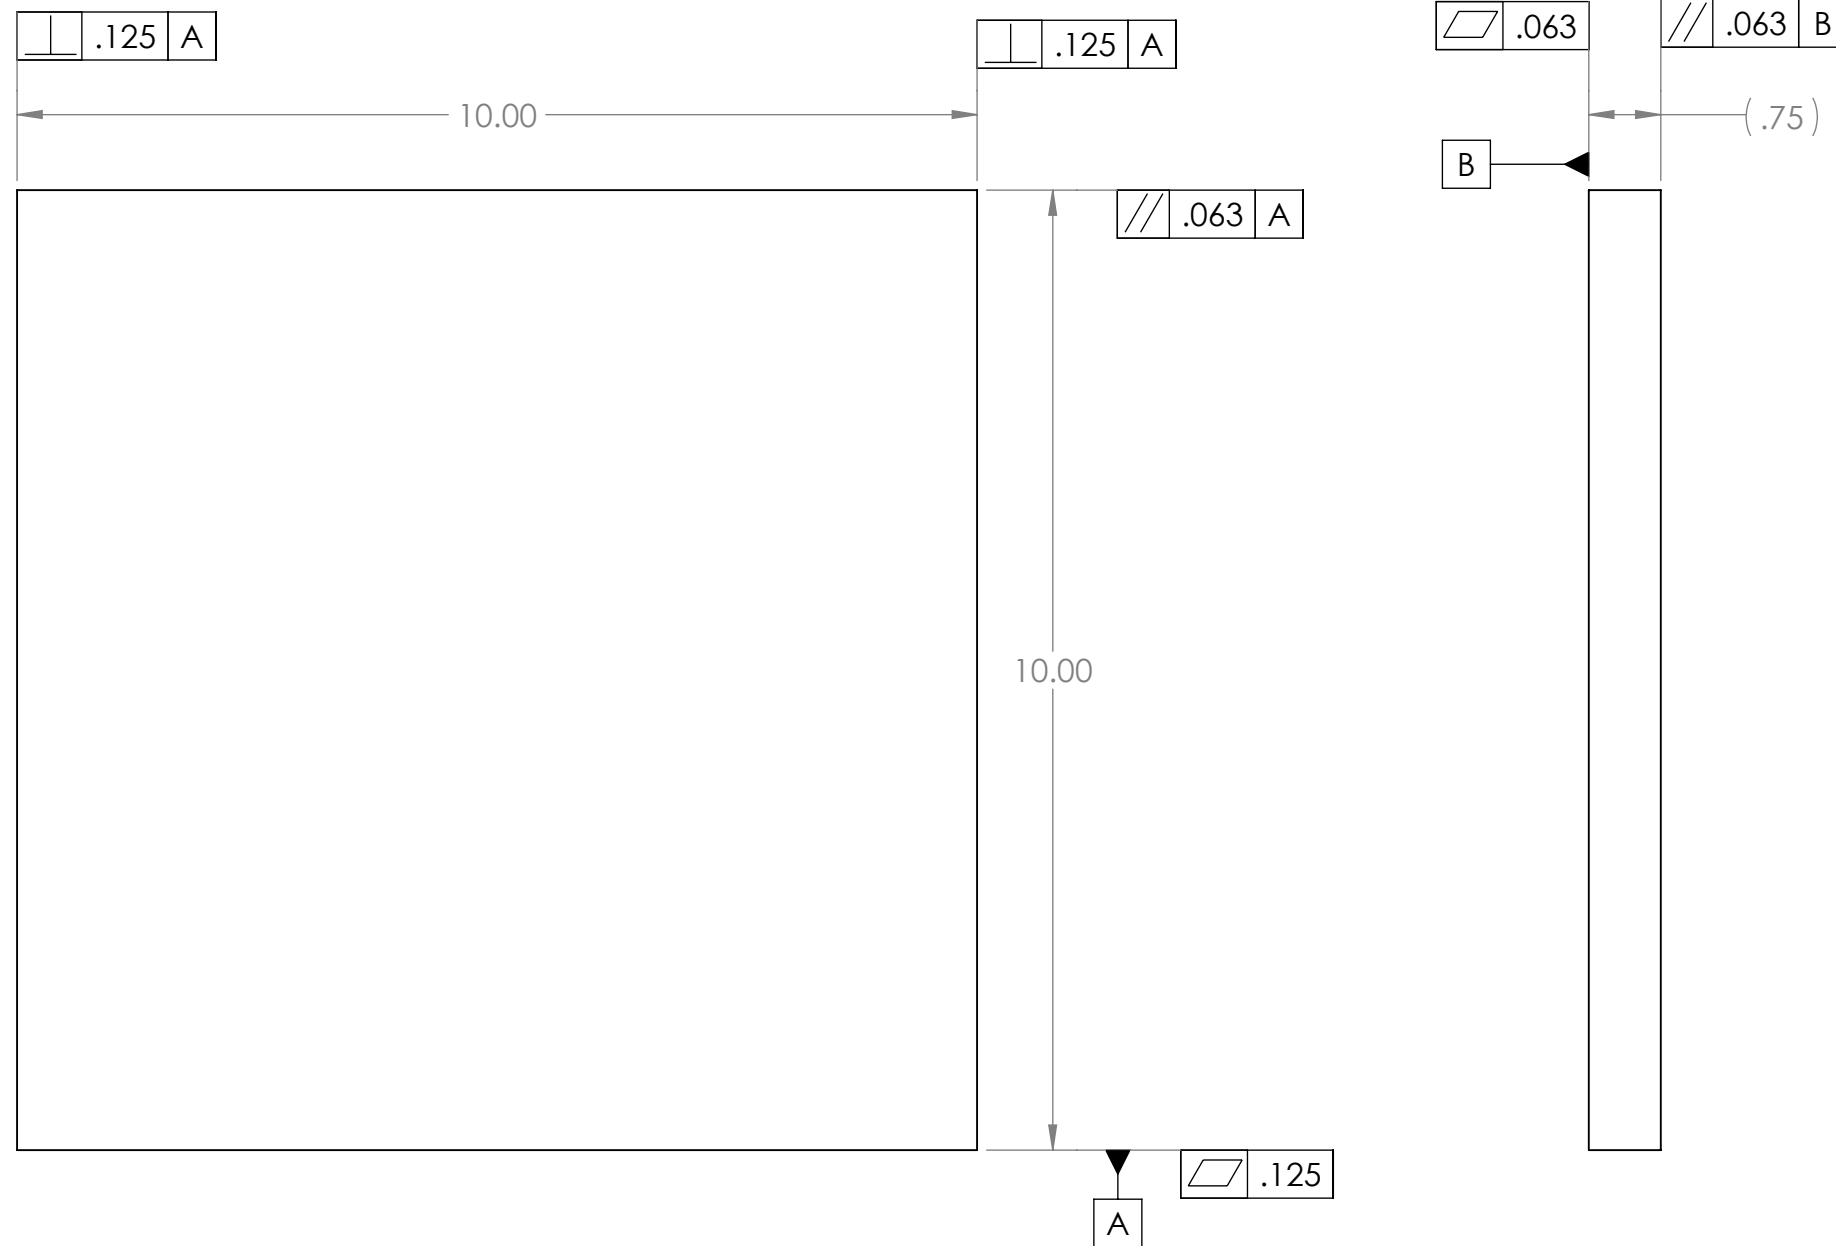 ⟂ .125 A
⟂ .125 A
⏥ .063
// .063 B
10.00
(.75)
B
// .063 A
10.00
⏥ .125
A